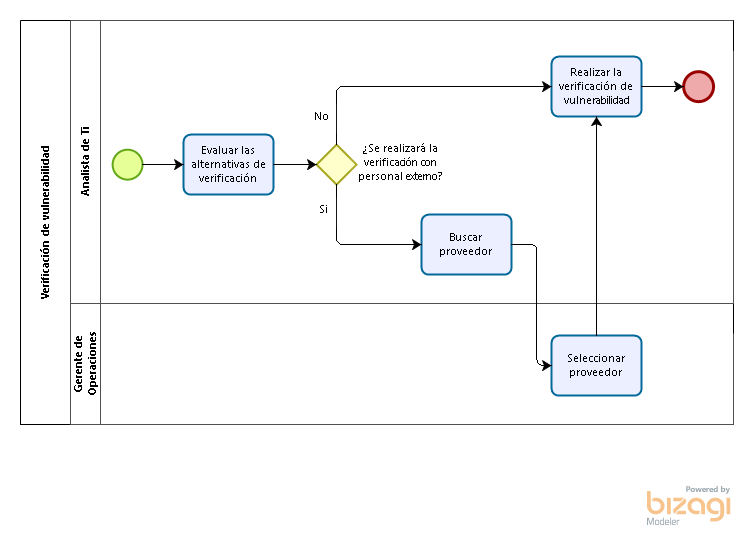 Verificación de vulnerabilidad
Analista de Ti
Evaluar las
alternativas de
verificación
No
¿Se realizará la
verificación con
personal externo?
Si
Realizar la
verificación de
vulnerabilidad
Buscar
proveedor
Gerente de
Operaciones
Seleccionar
proveedor
Powered by
bizagi
Modeler